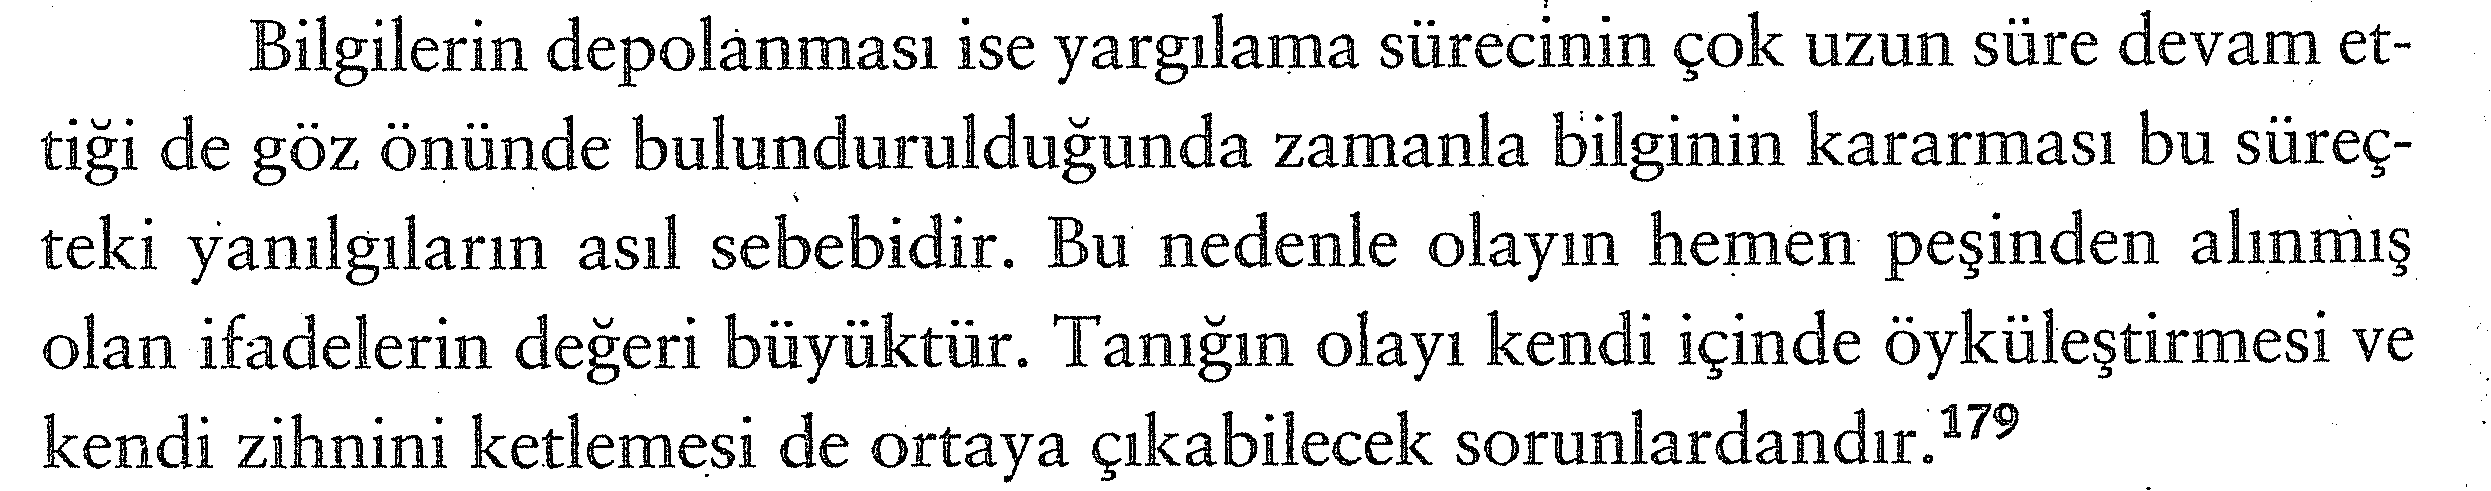 Bilgilerin depolanması ise yargılama sürecinin çok uzun süre devam et-
tiği de göz önünde bulundurulduğunda zamanla bilginin kararması bu süreç-
teki yanılgıların asıl sebebidir. Bu nedenle olayın hemen peşinden alınmış
olan ifadelerin değeri büyüktür. Tanığın olayı kendi içinde öyküleştirmesi ve
kendi zihnini ketlemesi de ortaya çıkabilecek sorunlardandır.179